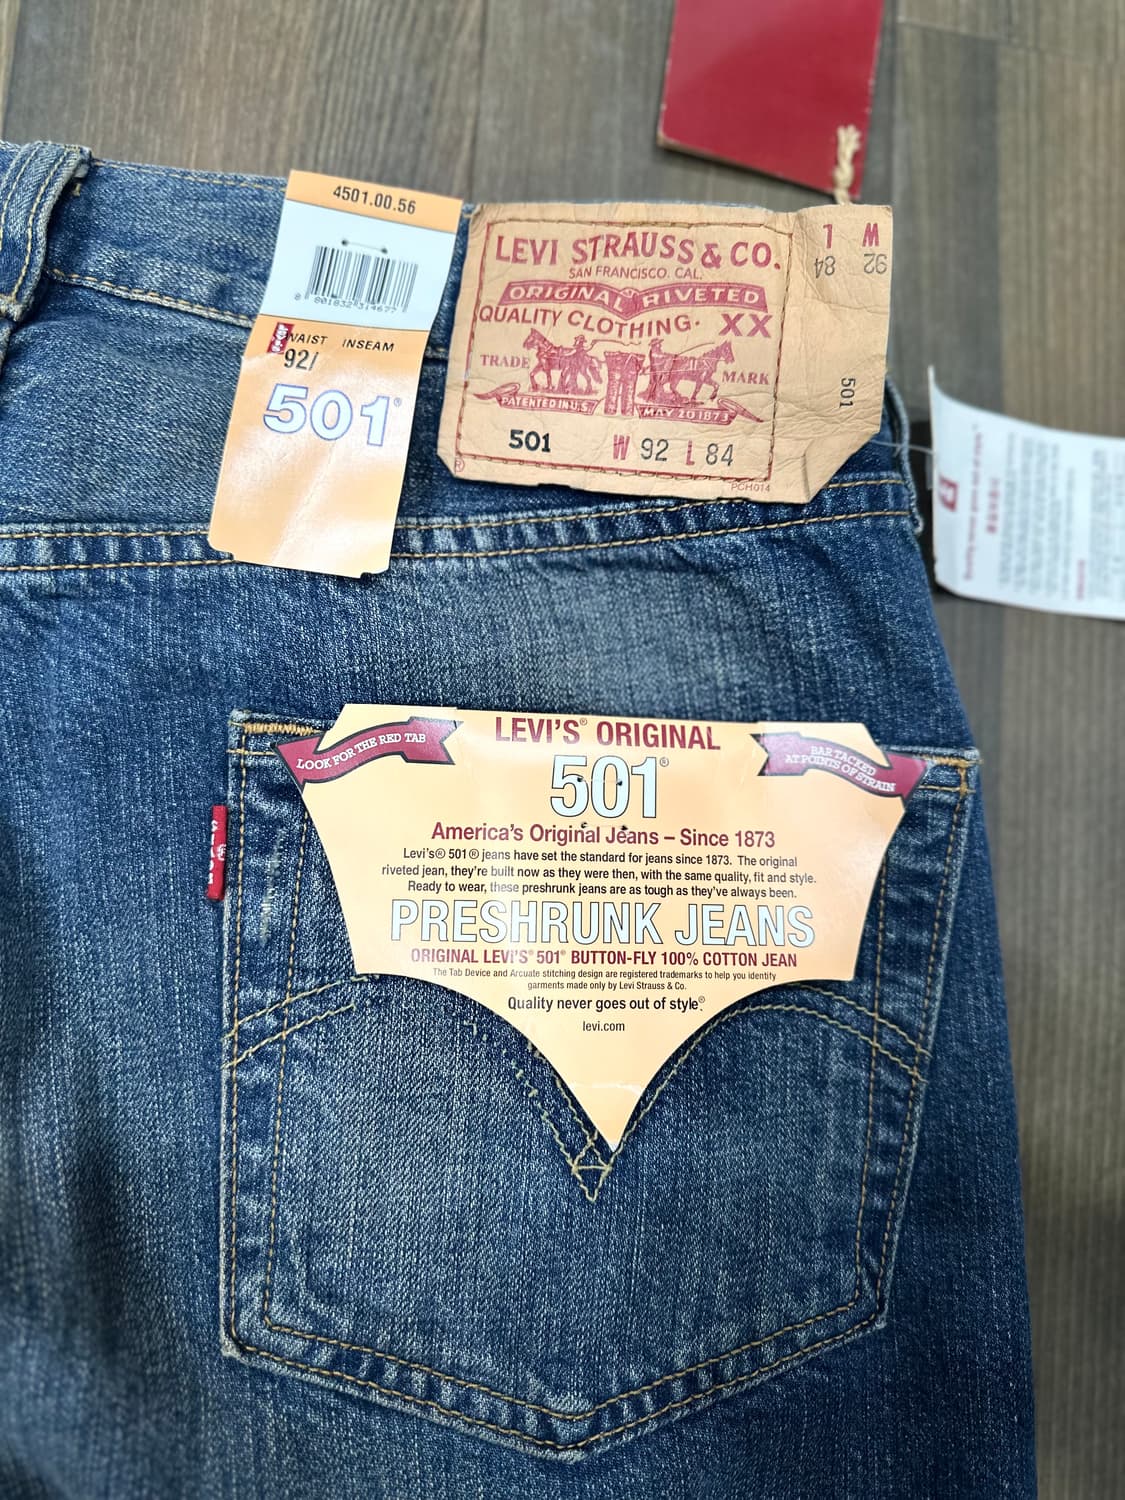 4501.00.56
8 801832 314677
WAIST INSEAM
92/
501®
LEVI STRAUSS & CO.
SAN FRANCISCO. CAL.
ORIGINAL RIVETED
QUALITY CLOTHING. XX
TRADE MARK
PATENTED IN U.S. MAY 20 1873
501 W 92 L 84
®
PCH014
W 92
L 84
501
LOOK FOR THE RED TAB
BAR TACKED
AT POINTS OF STRAIN
LEVI'S® ORIGINAL
501®
America's Original Jeans – Since 1873
Levi's® 501® jeans have set the standard for jeans since 1873. The original
riveted jean, they're built now as they were then, with the same quality, fit and style.
Ready to wear, these preshrunk jeans are as tough as they've always been.
PRESHRUNK JEANS
ORIGINAL LEVI'S® 501® BUTTON-FLY 100% COTTON JEAN
The Tab Device and Arcuate stitching design are registered trademarks to help you identify
garments made only by Levi Strauss & Co.
Quality never goes out of style®.
levi.com